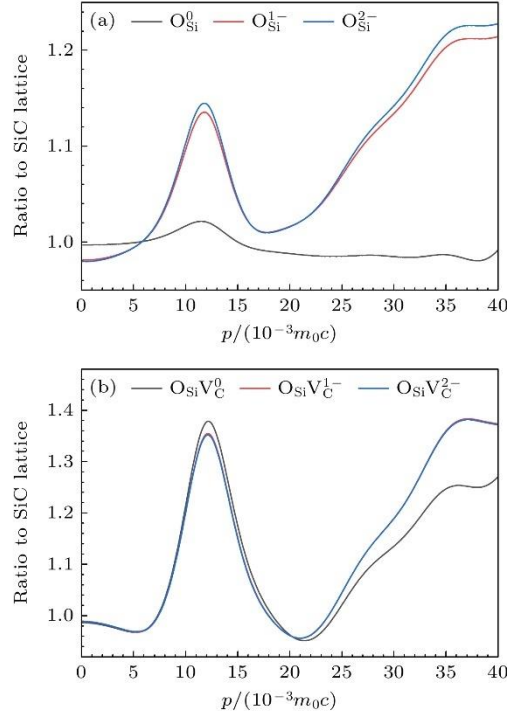 (a) O⁰Si O¹⁻Si O²⁻Si
Ratio to SiC lattice
1.2
1.1
1.0
0 5 10 15 20 25 30 35 40
p/(10⁻³m₀c)
(b) OSiV⁰C OSiV¹⁻C OSiV²⁻C
Ratio to SiC lattice
1.4
1.3
1.2
1.1
1.0
0 5 10 15 20 25 30 35 40
p/(10⁻³m₀c)